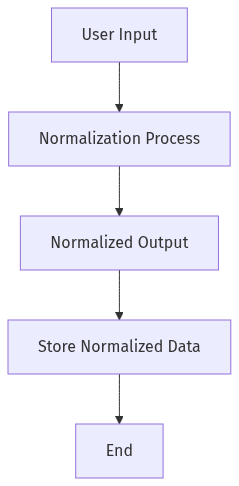 User Input
Normalization Process
Normalized Output
Store Normalized Data
End